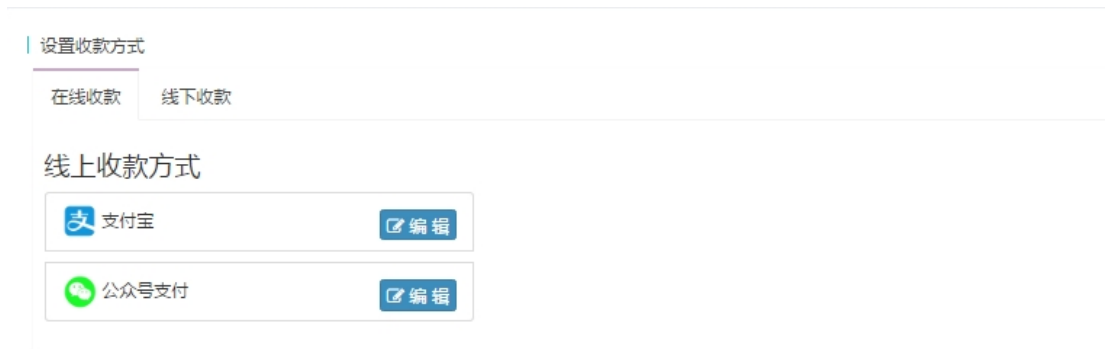 设置收款方式
在线收款 线下收款
线上收款方式
支付宝 编辑
公众号支付 编辑